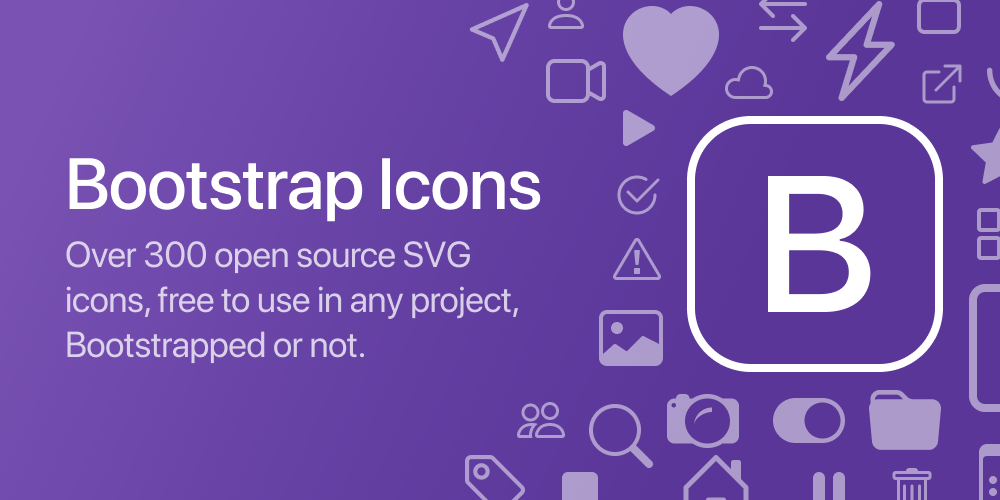 Bootstrap Icons
Over 300 open source SVG
icons, free to use in any project,
Bootstrapped or not.
B